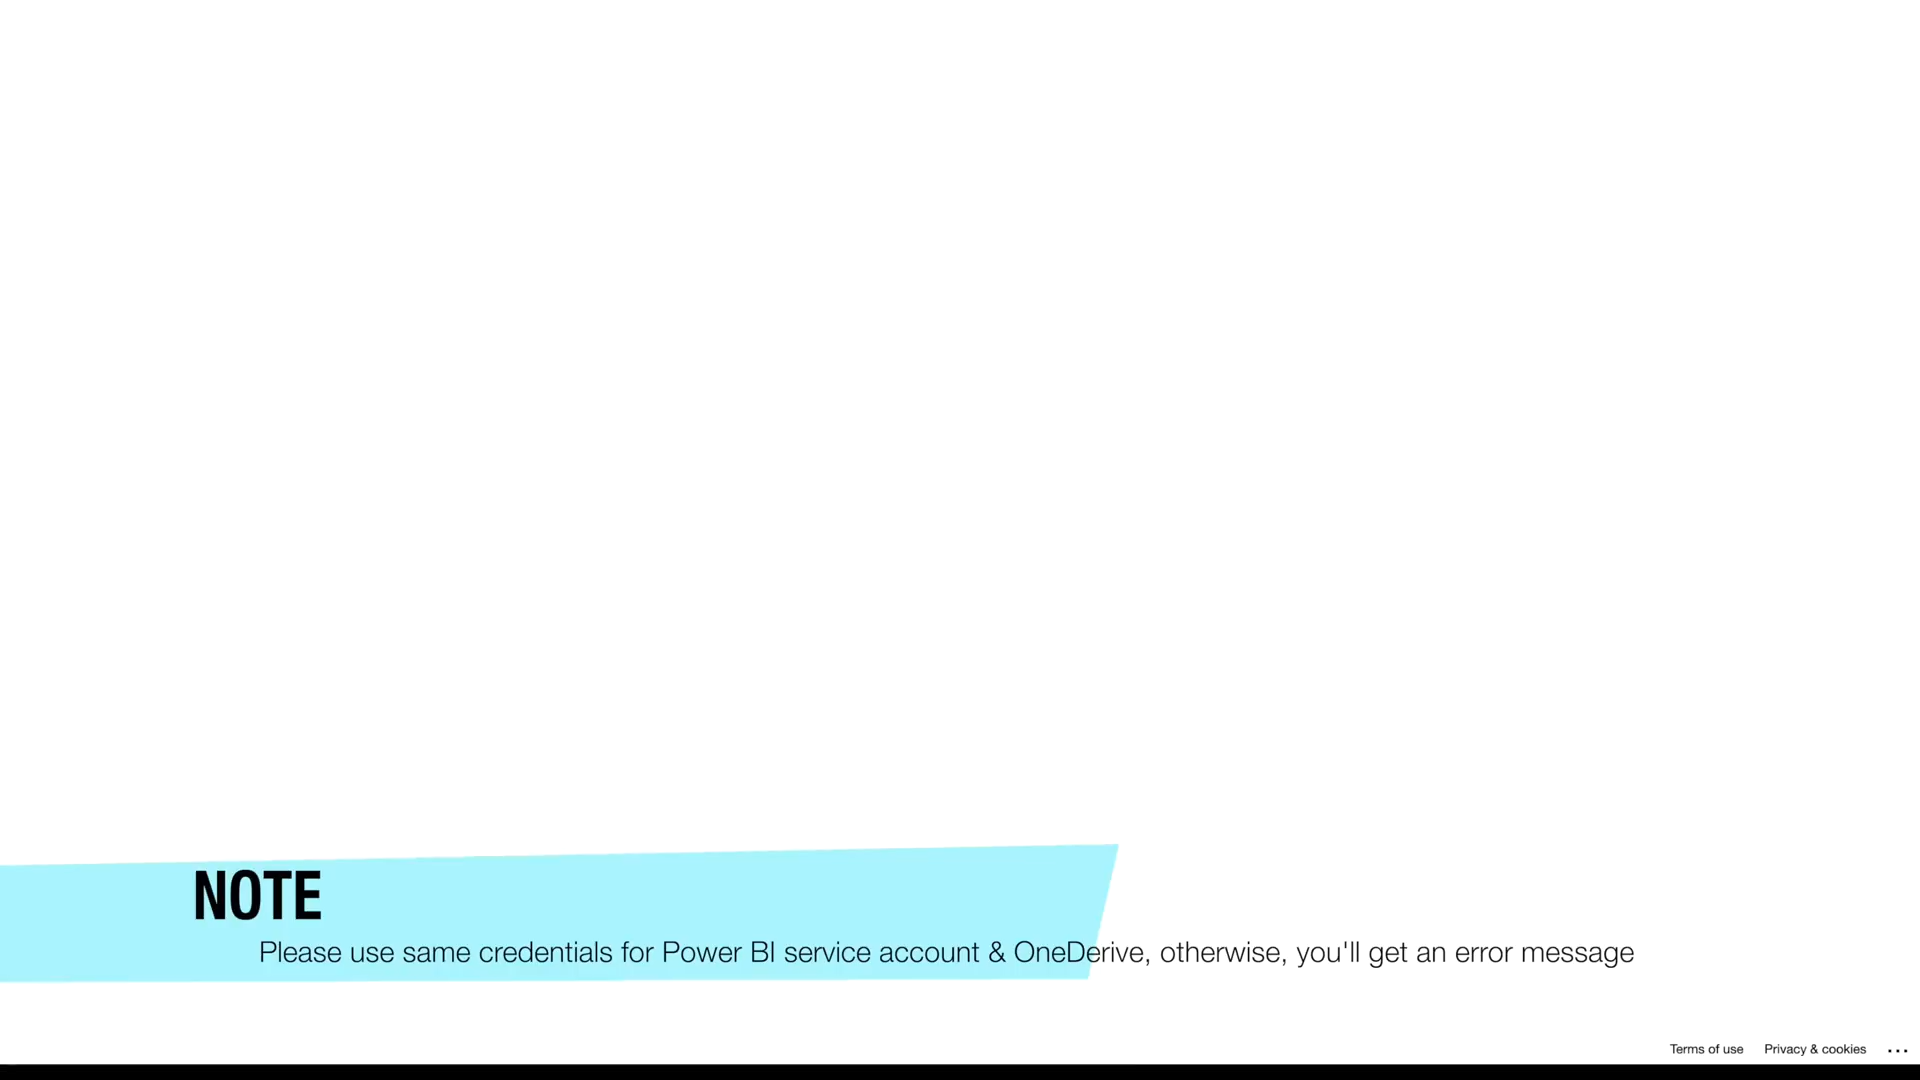 NOTE
Please use same credentials for Power BI service account & OneDerive, otherwise, you'll get an error message
Terms of use Privacy & cookies ...